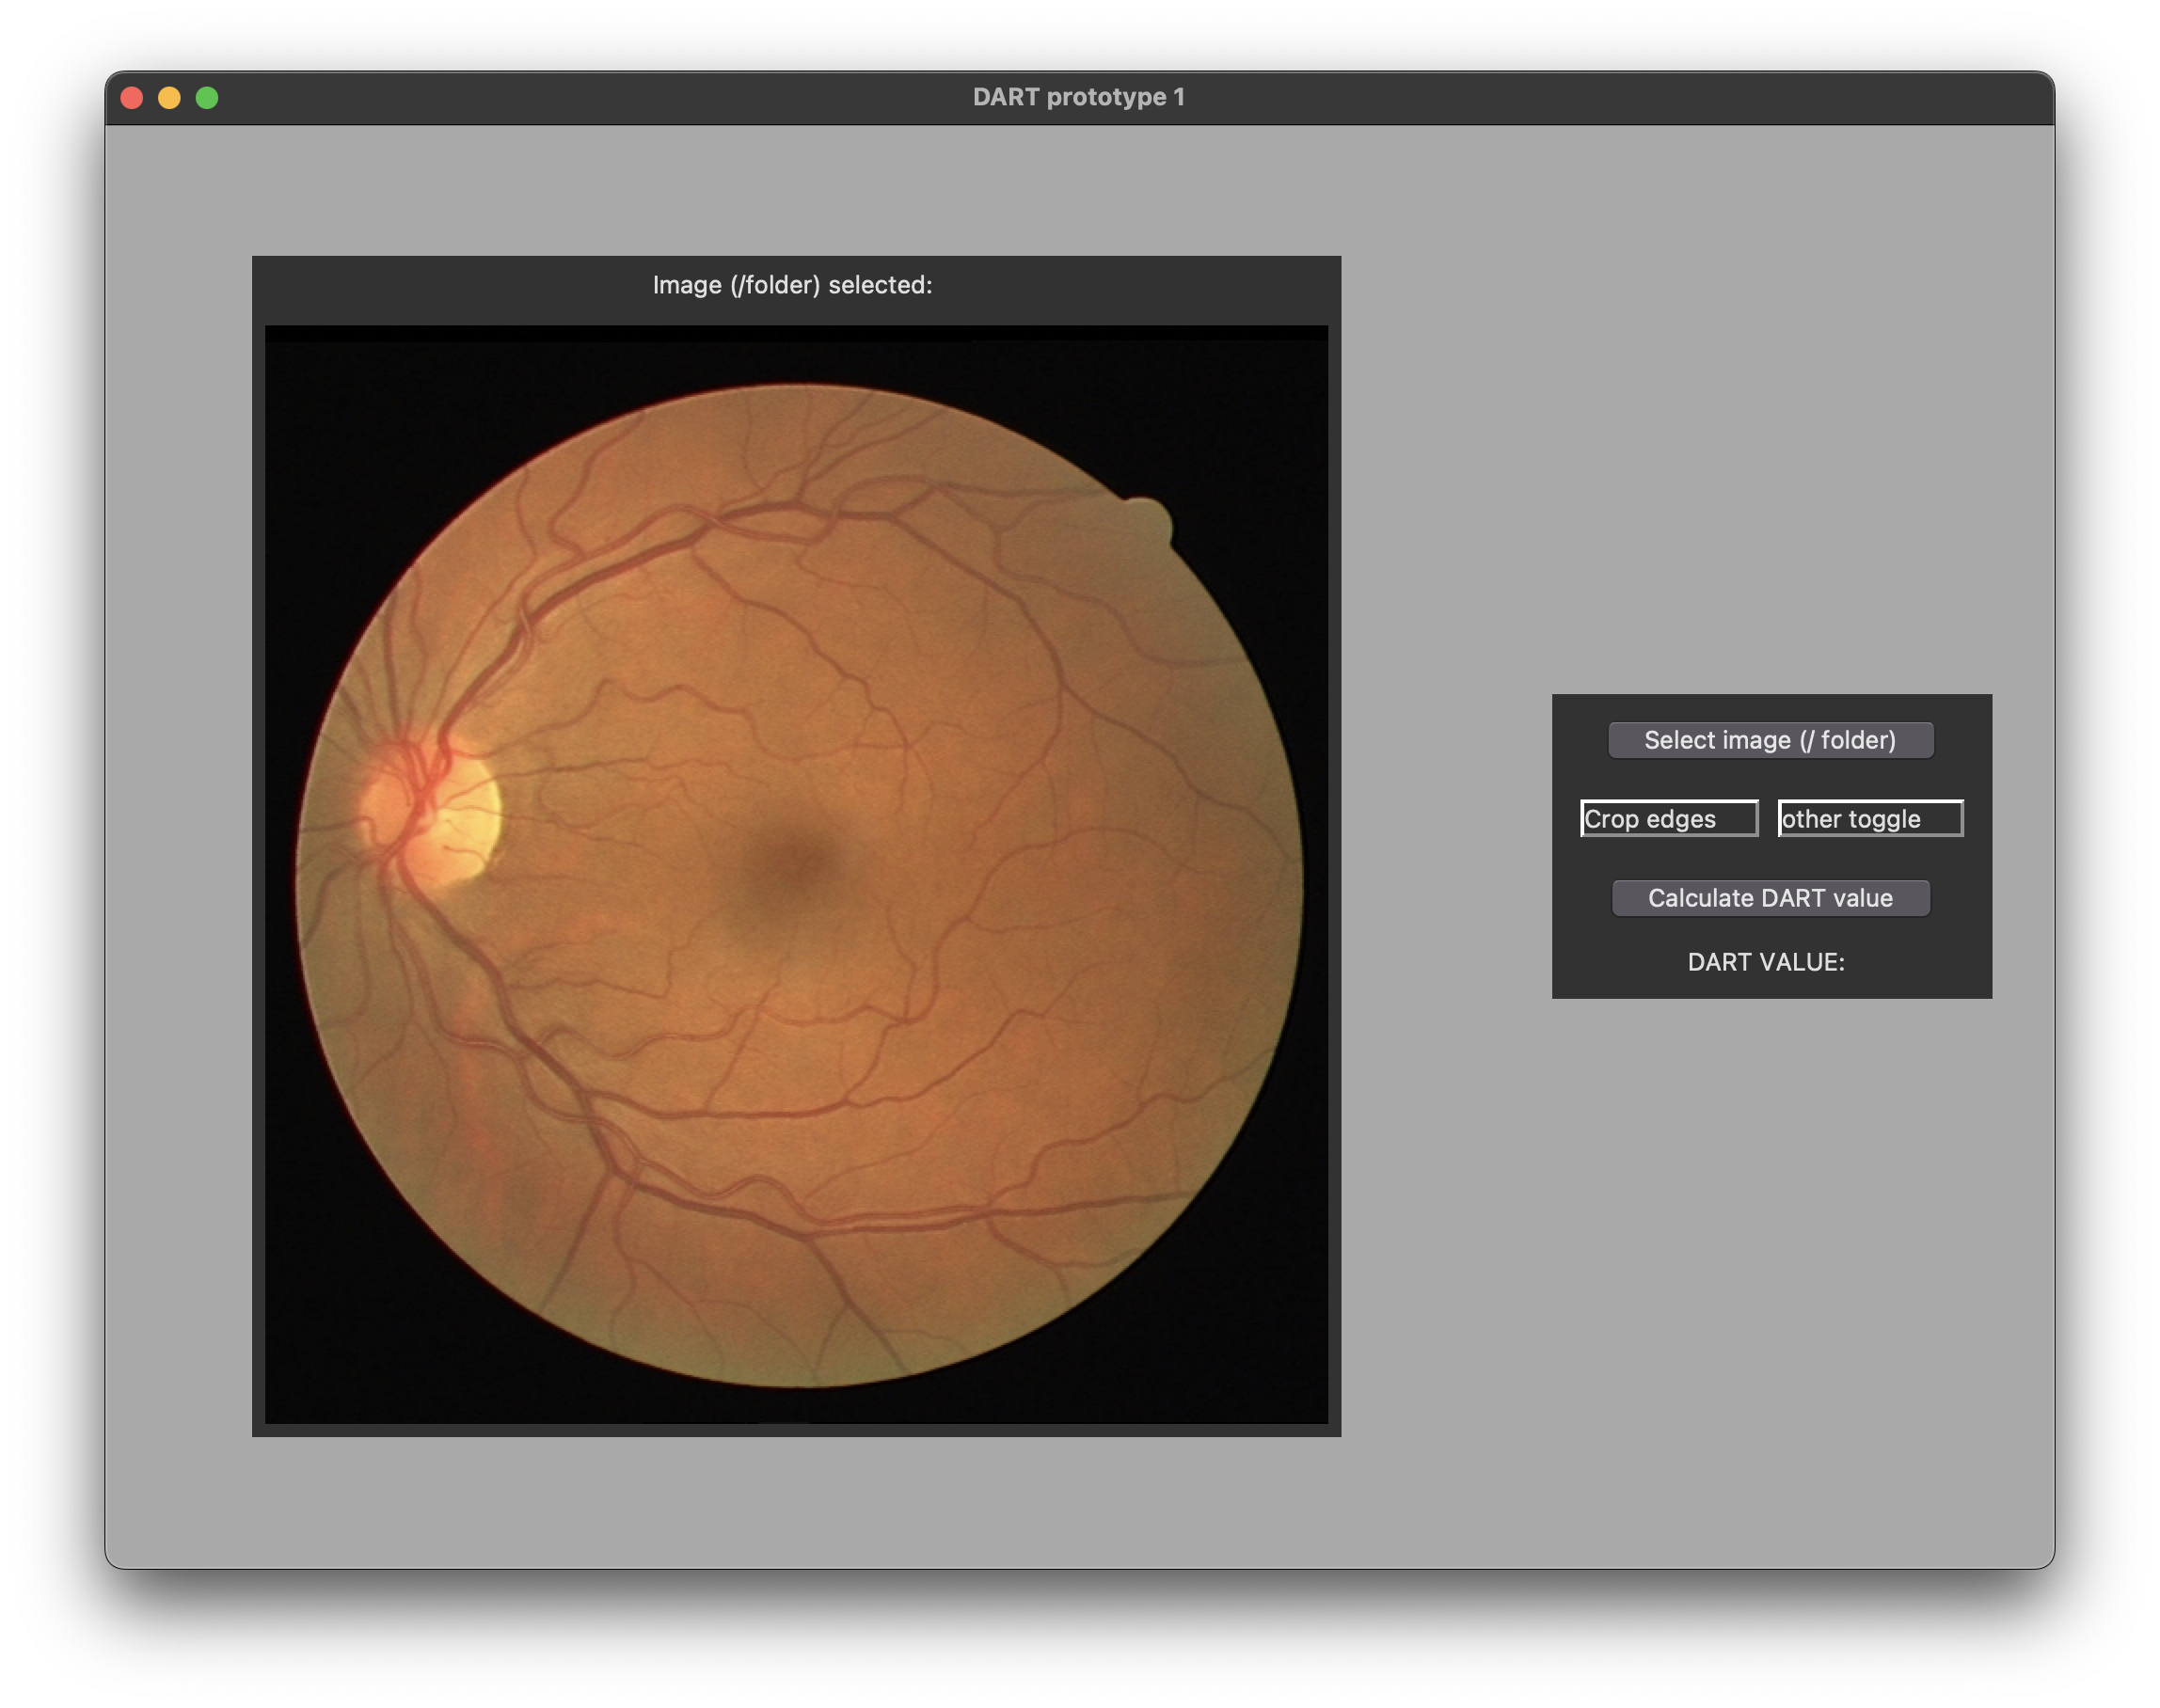 DART prototype 1
Image (/folder) selected:
Select image (/ folder)
Crop edges other toggle
Calculate DART value
DART VALUE: